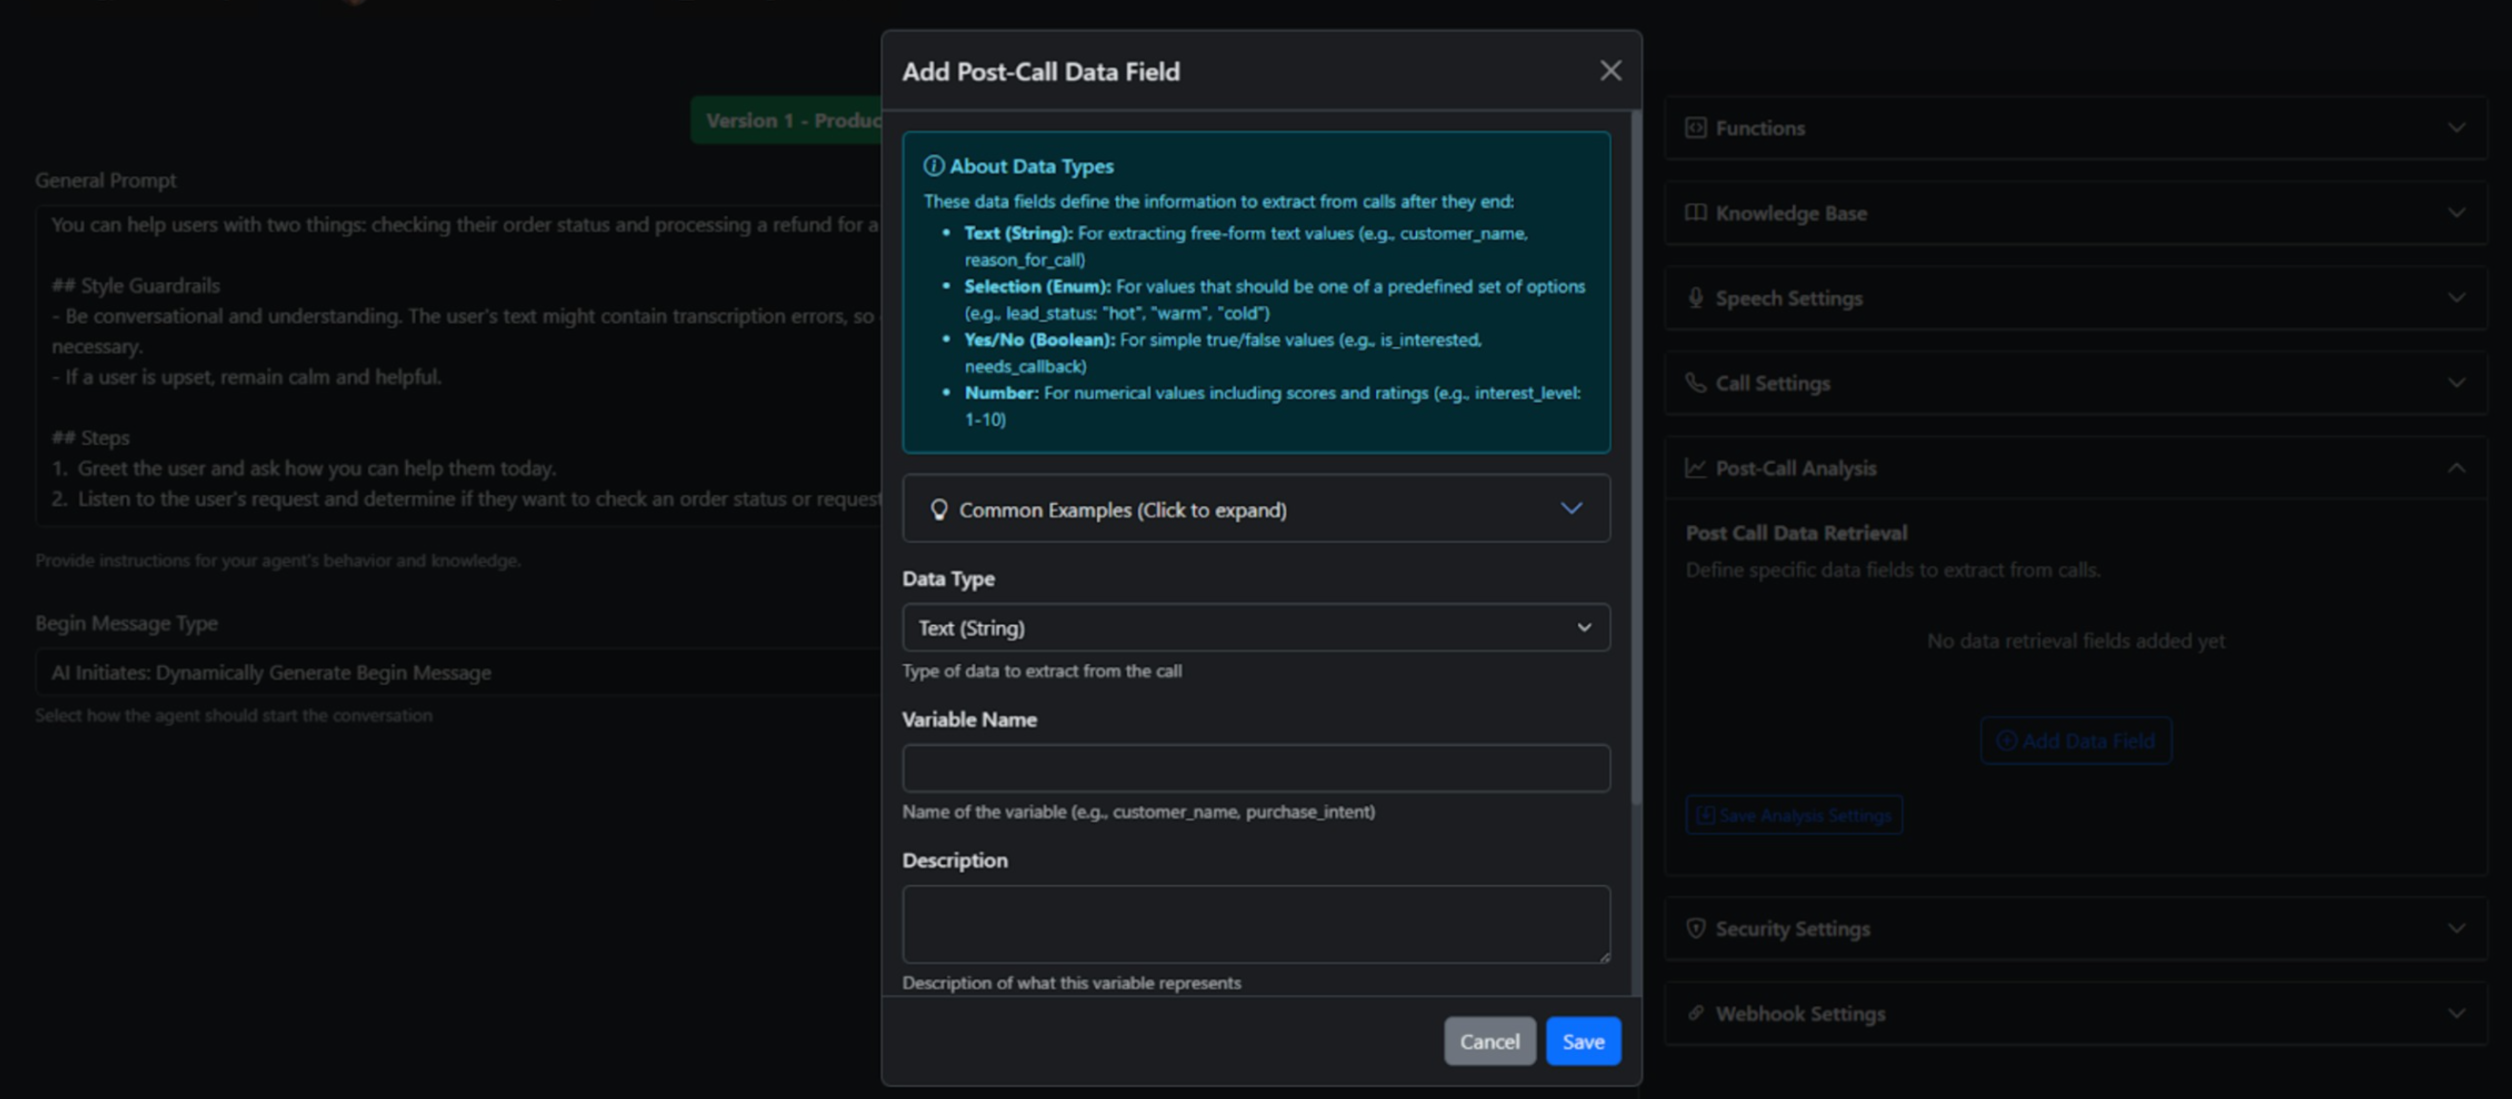 Version 1 - Produc
General Prompt
You can help users with two things: checking their order status and processing a refund for a
## Style Guardrails
- Be conversational and understanding. The user's text might contain transcription errors, so
necessary.
- If a user is upset, remain calm and helpful.
## Steps
1. Greet the user and ask how you can help them today.
2. Listen to the user's request and determine if they want to check an order status or request
Provide instructions for your agent's behavior and knowledge.
Begin Message Type
AI Initiates: Dynamically Generate Begin Message
Select how the agent should start the conversation
Add Post-Call Data Field
About Data Types
These data fields define the information to extract from calls after they end:
• Text (String): For extracting free-form text values (e.g., customer_name,
reason_for_call)
• Selection (Enum): For values that should be one of a predefined set of options
(e.g., lead_status: "hot", "warm", "cold")
• Yes/No (Boolean): For simple true/false values (e.g., is_interested,
needs_callback)
• Number: For numerical values including scores and ratings (e.g., interest_level:
1-10)
Common Examples (Click to expand)
Data Type
Text (String)
Type of data to extract from the call
Variable Name
Name of the variable (e.g., customer_name, purchase_intent)
Description
Description of what this variable represents
Cancel
Save
Functions
Knowledge Base
Speech Settings
Call Settings
Post-Call Analysis
Post Call Data Retrieval
Define specific data fields to extract from calls.
No data retrieval fields added yet
Add Data Field
Save Analysis Settings
Security Settings
Webhook Settings